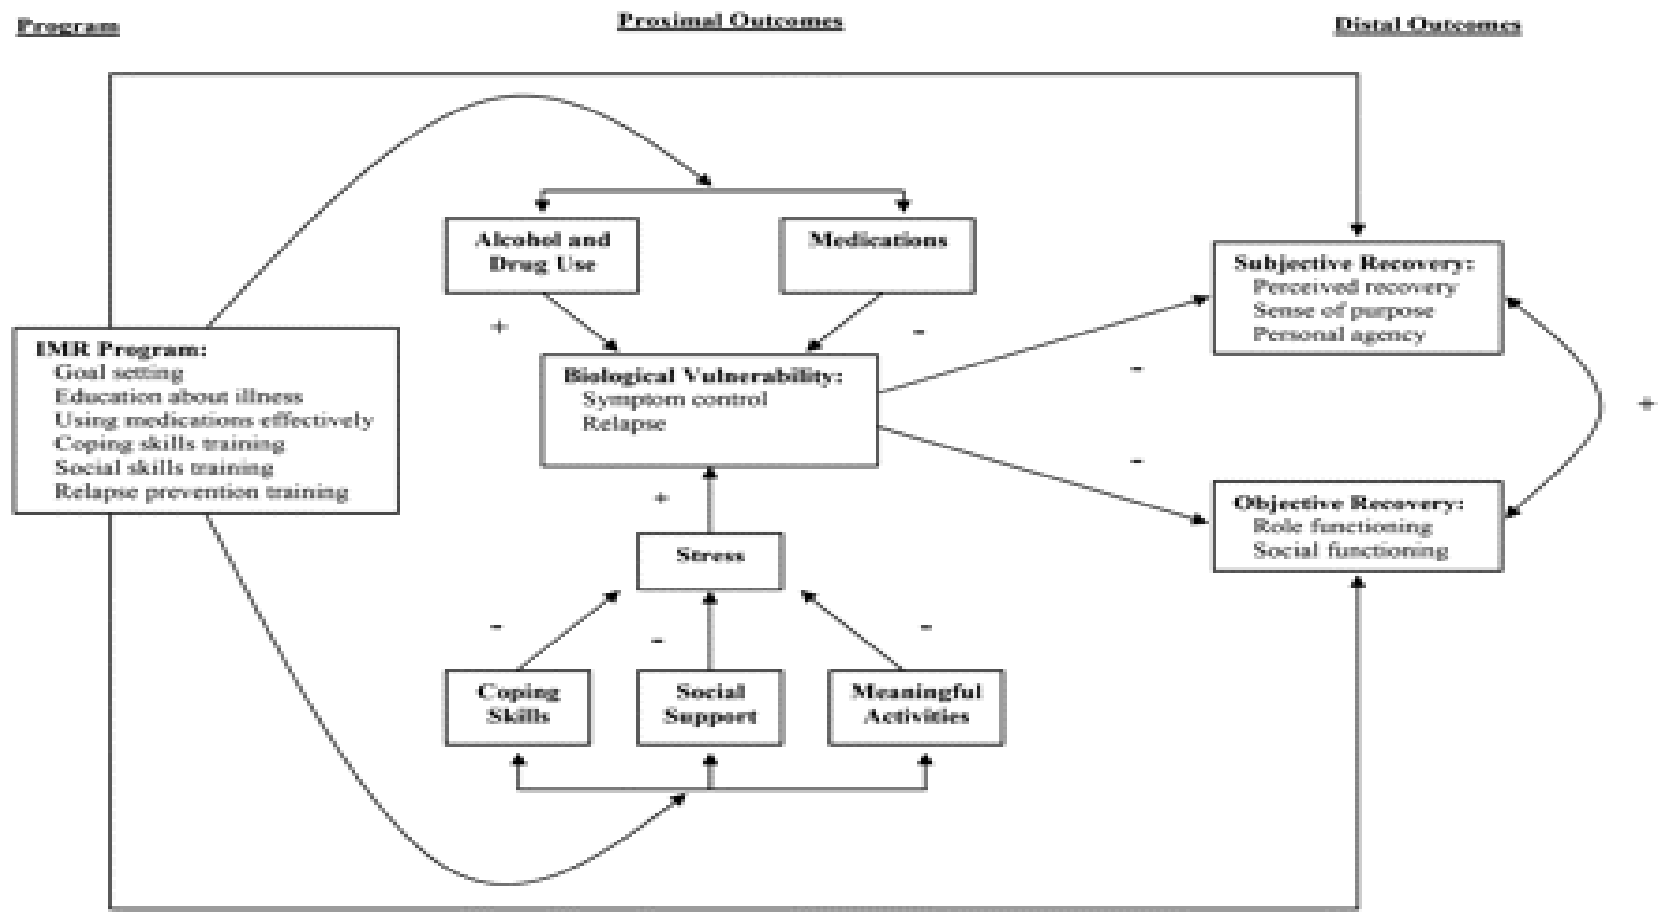 Program
Proximal Outcomes
Distal Outcomes
Alcohol and
Drug Use
Medications
Subjective Recovery:
Perceived recovery
Sense of purpose
Personal agency
+
-
IMR Program:
Goal setting
Education about illness
Using medications effectively
Coping skills training
Social skills training
Relapse prevention training
Biological Vulnerability:
Symptom control
Relapse
-
+
-
+
Objective Recovery:
Role functioning
Social functioning
Stress
-
-
-
Coping
Skills
Social
Support
Meaningful
Activities